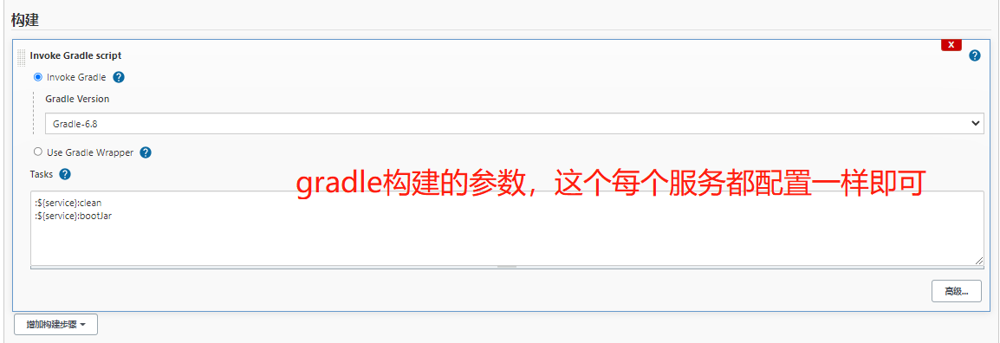 构建
X
Invoke Gradle script
?
Invoke Gradle ?
Gradle Version
Gradle-6.8
Use Gradle Wrapper ?
Tasks ?
gradle构建的参数，这个每个服务都配置一样即可
:${service}:clean
:${service}:bootJar
高级...
增加构建步骤